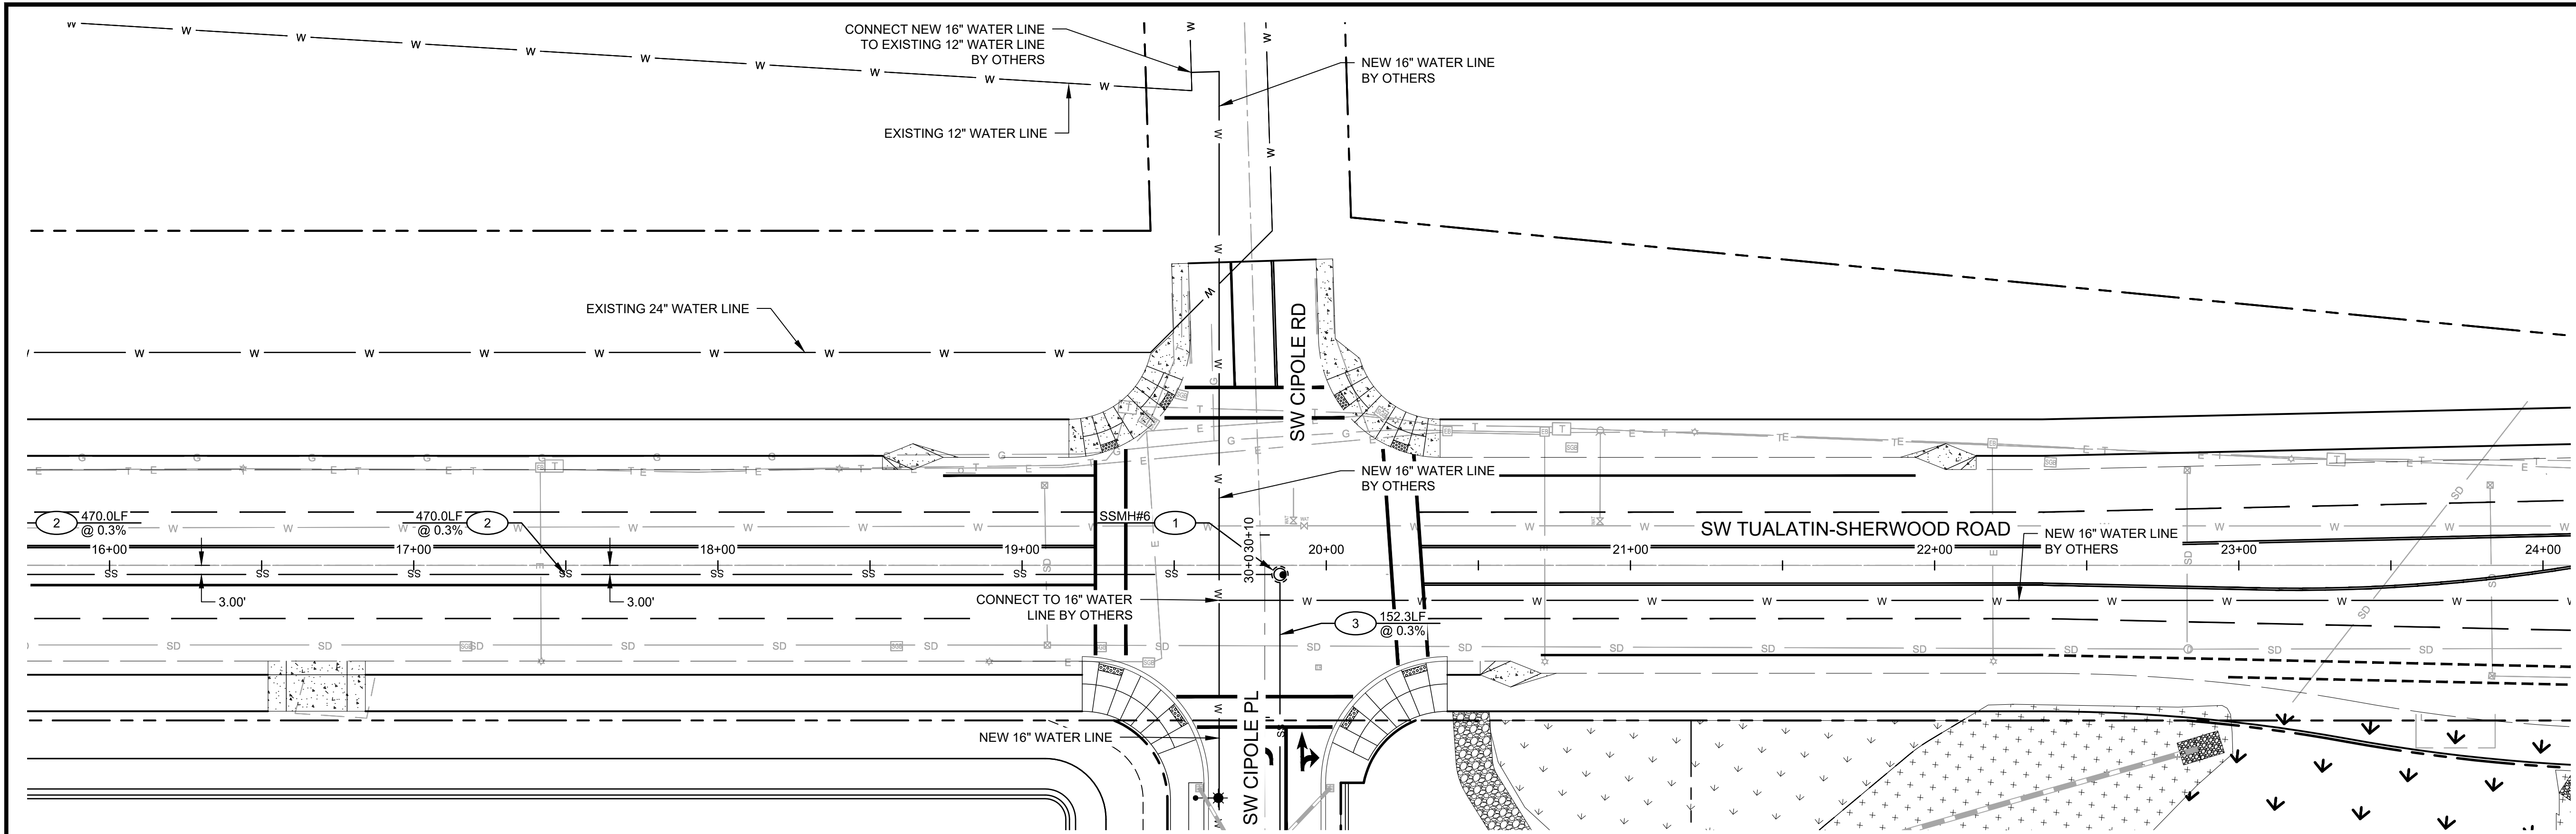 CONNECT NEW 16" WATER LINE
TO EXISTING 12" WATER LINE
BY OTHERS
NEW 16" WATER LINE
BY OTHERS
EXISTING 12" WATER LINE
EXISTING 24" WATER LINE
SW CIPOLE RD
NEW 16" WATER LINE
BY OTHERS
SSMH#6
1
2
470.0LF
@ 0.3%
470.0LF
@ 0.3%
2
SW TUALATIN-SHERWOOD ROAD
NEW 16" WATER LINE
BY OTHERS
16+00
17+00
18+00
19+00
20+00
21+00
22+00
23+00
24+00
30+10
3.00'
3.00'
CONNECT TO 16" WATER
LINE BY OTHERS
3
152.3LF
@ 0.3%
NEW 16" WATER LINE
SW CIPOLE PL